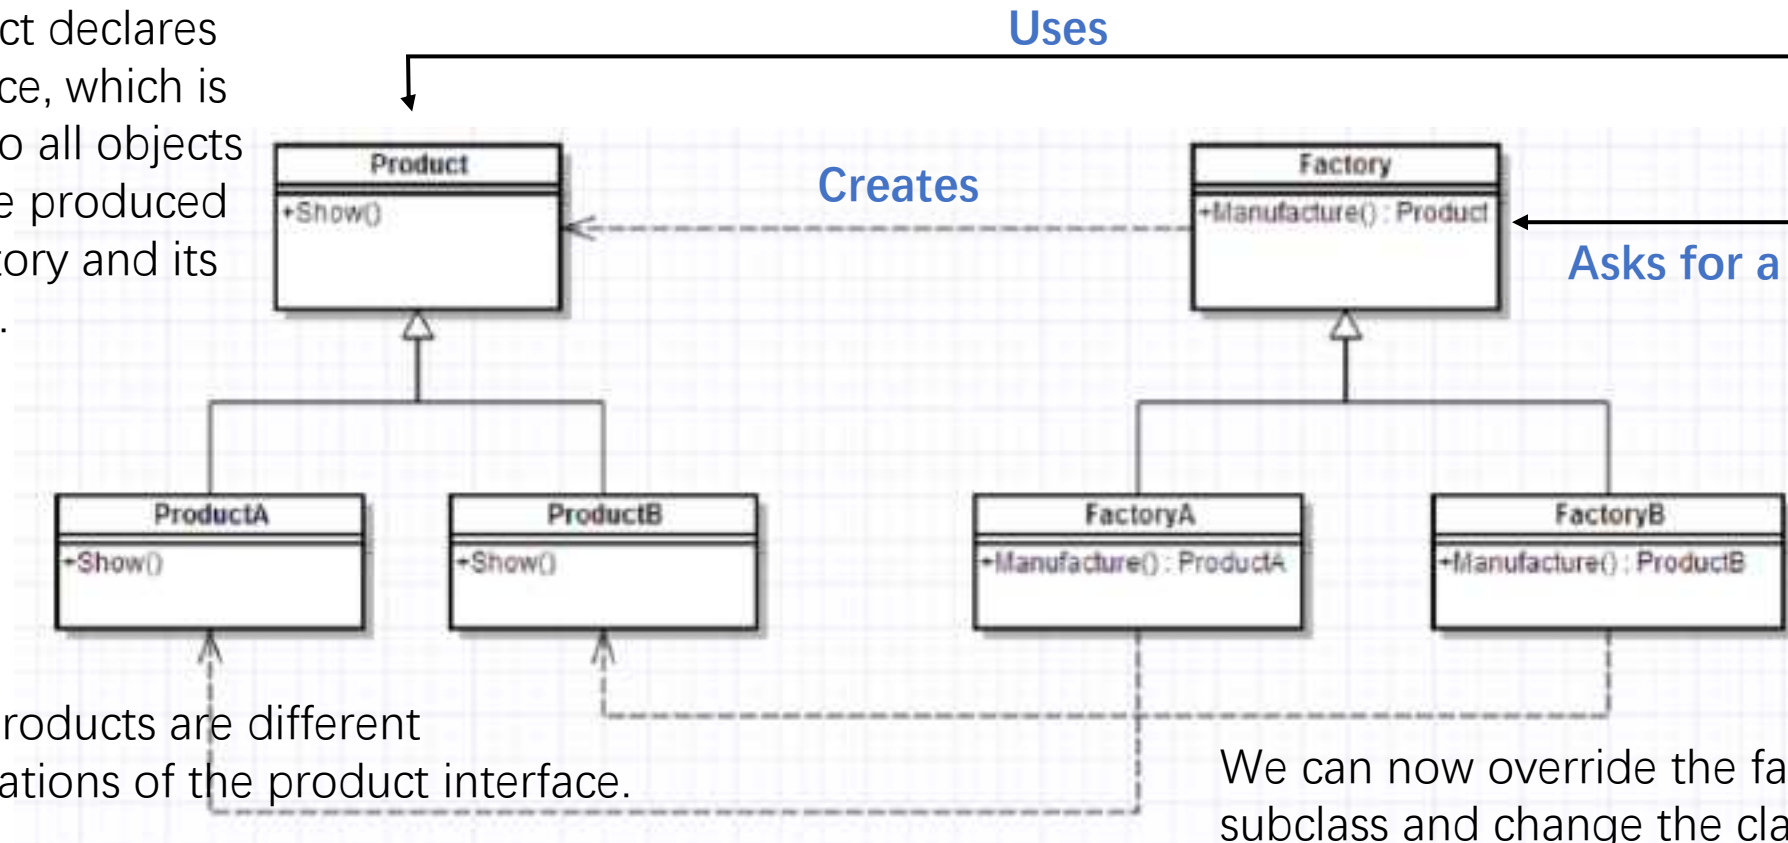 ct declares
ce, which is
o all objects
e produced
tory and its
.
Uses
Creates
Asks for a
Product
+Show()
Factory
+Manufacture() : Product
ProductA
+Show()
ProductB
+Show()
FactoryA
+Manufacture() : ProductA
FactoryB
+Manufacture() : ProductB
roducts are different
ations of the product interface.
We can now override the fa
subclass and change the cla